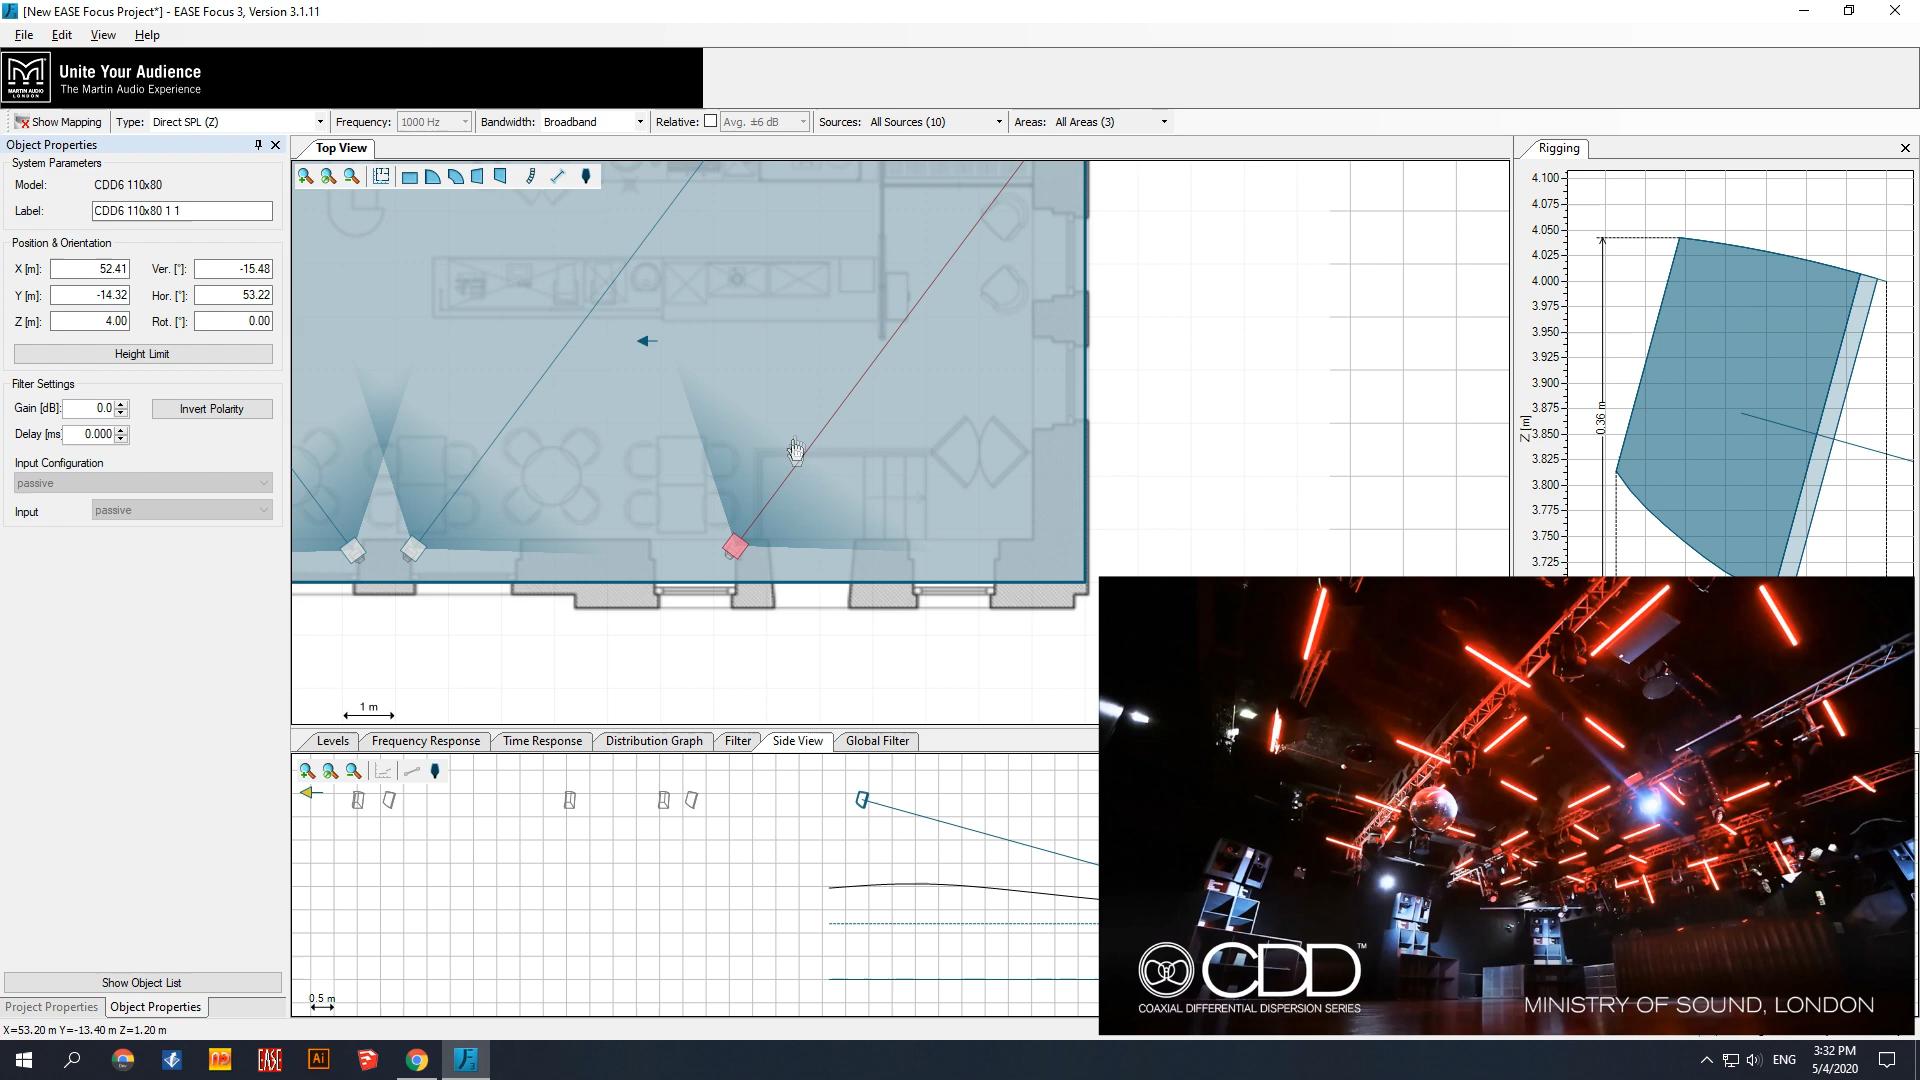 [New EASE Focus Project*] - EASE Focus 3, Version 3.1.11
File Edit View Help
MARTIN AUDIO
LONDON
Unite Your Audience
The Martin Audio Experience
Show Mapping Type: Direct SPL (Z) Frequency: 1000 Hz Bandwidth: Broadband Relative: Avg. ±6 dB Sources: All Sources (10) Areas: All Areas (3)
Object Properties
System Parameters
Model: CDD6 110x80
Label: CDD6 110x80 1 1
Position & Orientation
X [m]: 52.41 Ver. [°]: -15.48
Y [m]: -14.32 Hor. [°]: 53.22
Z [m]: 4.00 Rot. [°]: 0.00
Height Limit
Filter Settings
Gain [dB]: 0.0 Invert Polarity
Delay [ms 0.000
Input Configuration
passive
Input passive
Show Object List
Project Properties Object Properties
X=53.20 m Y=-13.40 m Z=1.20 m
Top View
1 m
Levels Frequency Response Time Response Distribution Graph Filter Side View Global Filter
0.5 m
Rigging
4.100
4.075
4.050
4.025
4.000
3.975
3.950
3.925
3.900
3.875
3.850
3.825
3.800
3.775
3.750
3.725
Z [m]
0.36 m
CDD™
COAXIAL DIFFERENTIAL DISPERSION SERIES
MINISTRY OF SOUND, LONDON
Dev
EASE
Ai
F
3
ENG
3:32 PM
5/4/2020